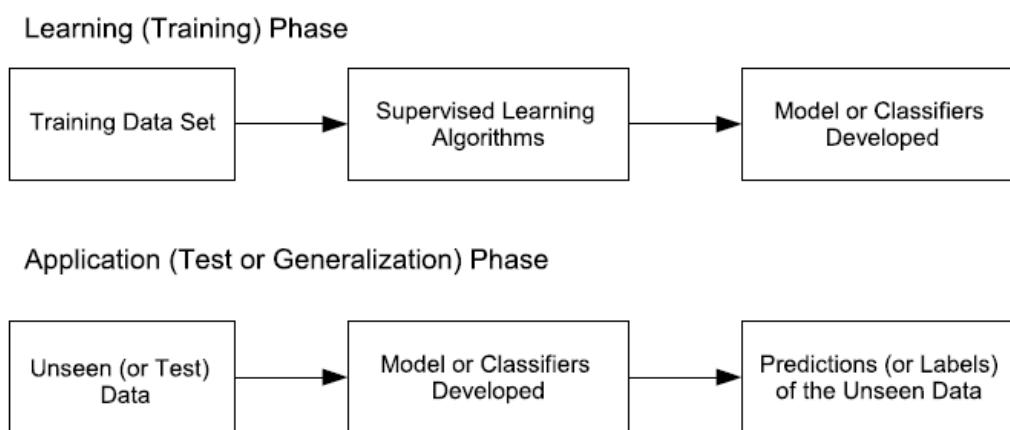 Learning (Training) Phase
Training Data Set
Supervised Learning
Algorithms
Model or Classifiers
Developed
Application (Test or Generalization) Phase
Unseen (or Test)
Data
Model or Classifiers
Developed
Predictions (or Labels)
of the Unseen Data